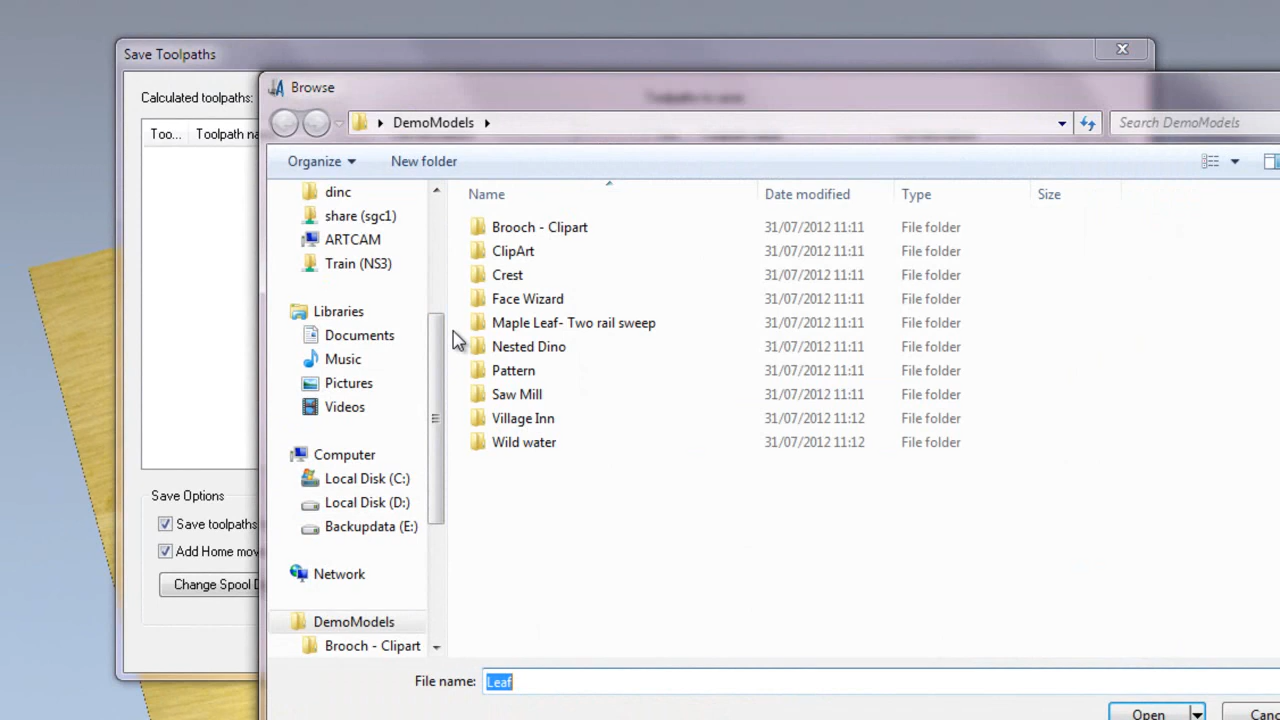 Save Toolpaths
Calculated toolpaths:
Too... Toolpath na
Save Options
Save toolpaths
Add Home mov
Change Spool D
Browse
DemoModels
Search DemoModels
Organize New folder
dinc
share (sgc1)
ARTCAM
Train (NS3)
Libraries
Documents
Music
Pictures
Videos
Computer
Local Disk (C:)
Local Disk (D:)
Backupdata (E:)
Network
DemoModels
Brooch - Clipart
Name Date modified Type Size
Brooch - Clipart 31/07/2012 11:11 File folder
ClipArt 31/07/2012 11:11 File folder
Crest 31/07/2012 11:11 File folder
Face Wizard 31/07/2012 11:11 File folder
Maple Leaf- Two rail sweep 31/07/2012 11:11 File folder
Nested Dino 31/07/2012 11:11 File folder
Pattern 31/07/2012 11:11 File folder
Saw Mill 31/07/2012 11:11 File folder
Village Inn 31/07/2012 11:12 File folder
Wild water 31/07/2012 11:12 File folder
File name: Leaf
Open Canc